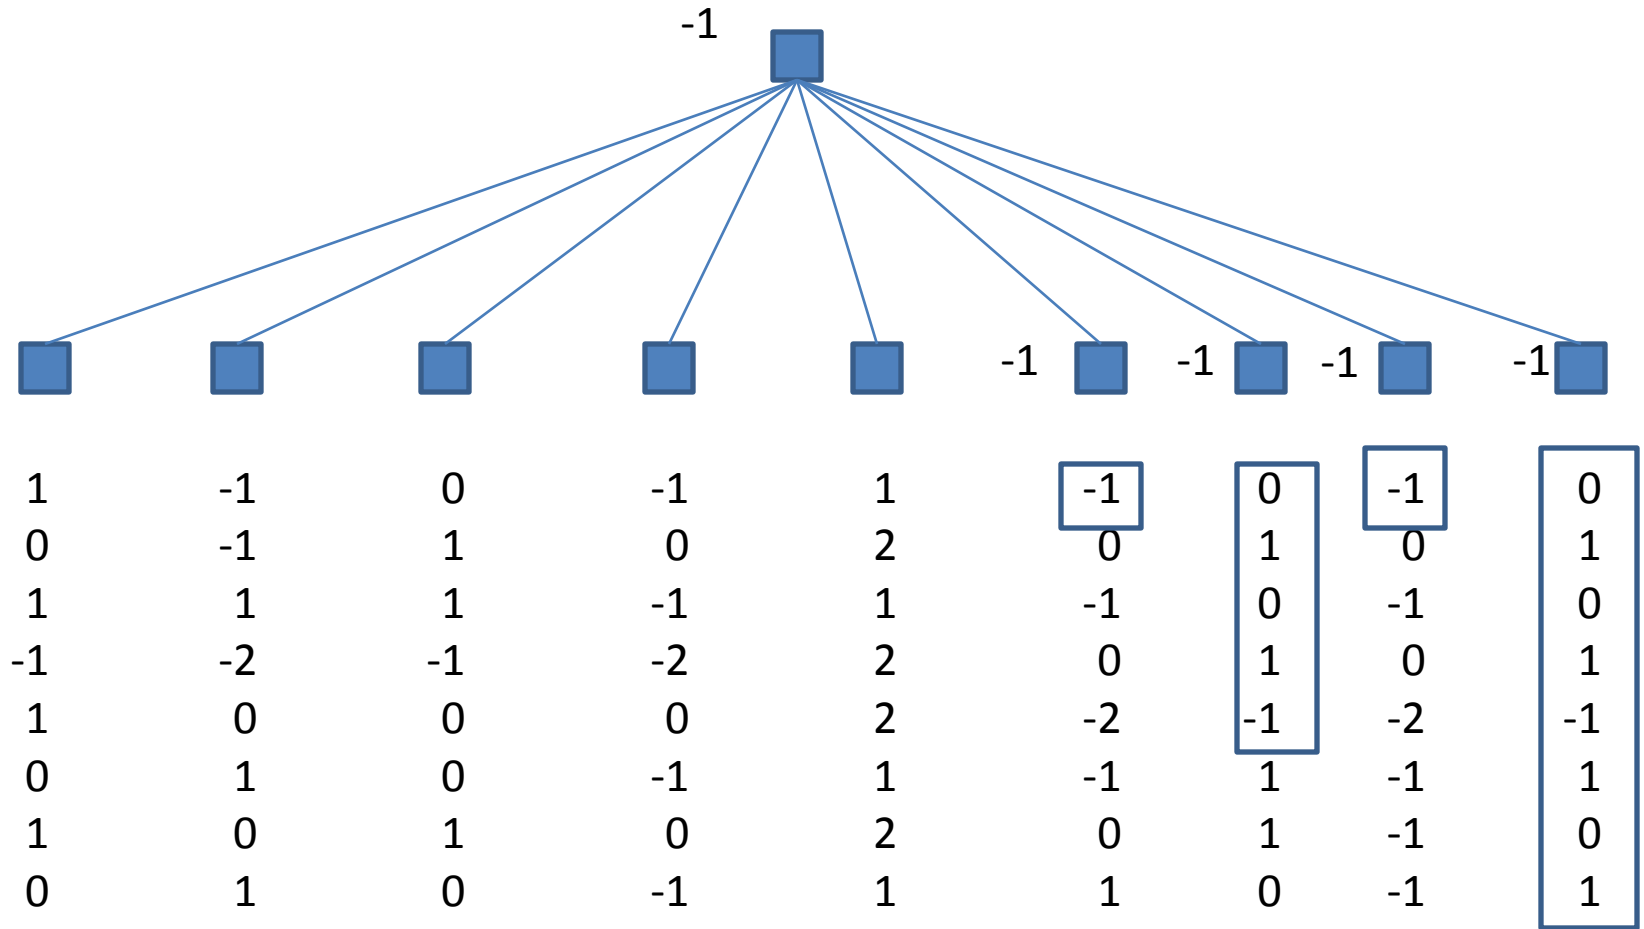 -1
-1 -1 -1 -1
1 -1 0 -1 1 -1 0 -1 0
0 -1 1 0 2 0 1 0 1
1 1 1 -1 1 -1 0 -1 0
-1 -2 -1 -2 2 0 1 0 1
1 0 0 0 2 -2 -1 -2 -1
0 1 0 -1 1 -1 1 -1 1
1 0 1 0 2 0 1 -1 0
0 1 0 -1 1 1 0 -1 1